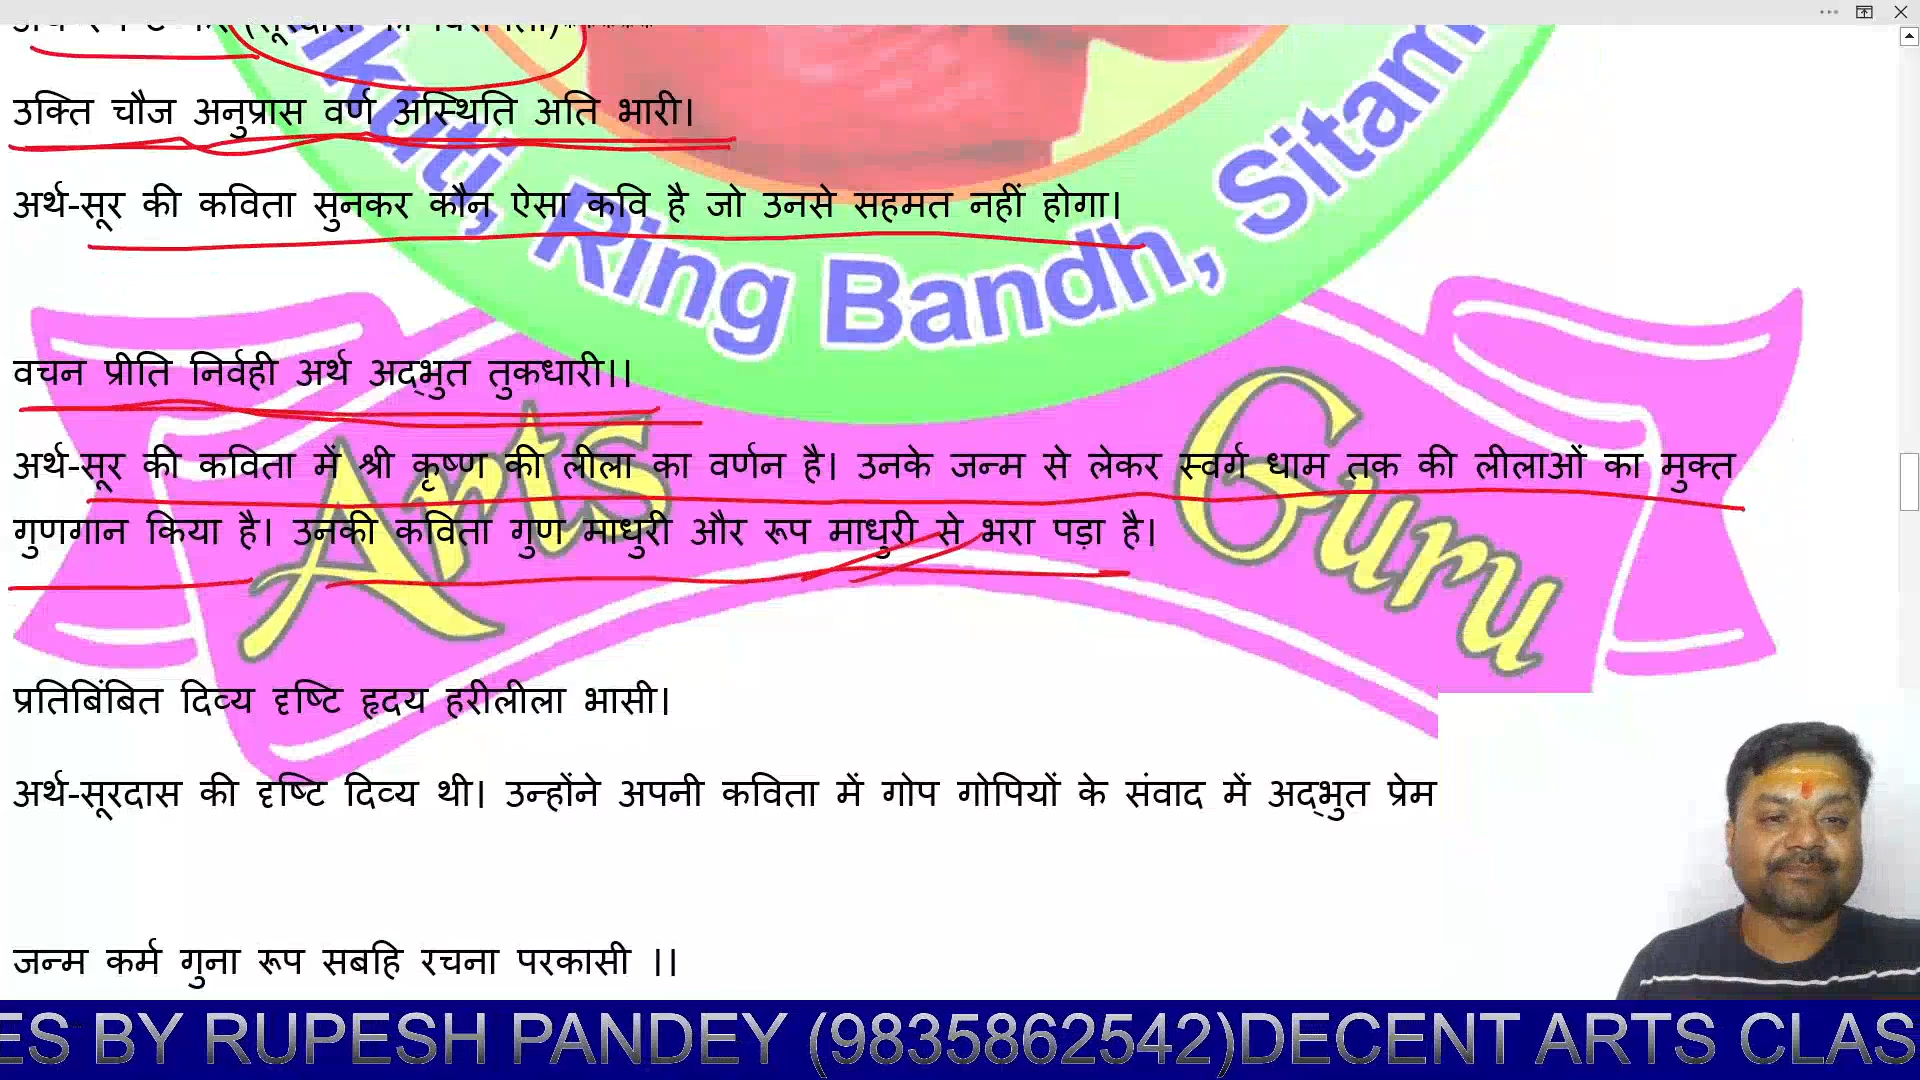 उक्ति चौज अनुप्रास वर्ण अस्थिति अति भारी।
अर्थ-सूर की कविता सुनकर कौन ऐसा कवि है जो उनसे सहमत नहीं होगा।
kuti, Ring Bandh, Sitam
वचन प्रीति निर्वही अर्थ अद्भुत तुकधारी।।
Arts Guru
अर्थ-सूर की कविता में श्री कृष्ण की लीला का वर्णन है। उनके जन्म से लेकर स्वर्ग धाम तक की लीलाओं का मुक्त
गुणगान किया है। उनकी कविता गुण माधुरी और रूप माधुरी से भरा पड़ा है।
प्रतिबिंबित दिव्य दृष्टि हृदय हरीलीला भासी।
अर्थ-सूरदास की दृष्टि दिव्य थी। उन्होंने अपनी कविता में गोप गोपियों के संवाद में अद्भुत प्रेम
जन्म कर्म गुना रूप सबहि रचना परकासी ।।
ES BY RUPESH PANDEY (9835862542)DECENT ARTS CLAS